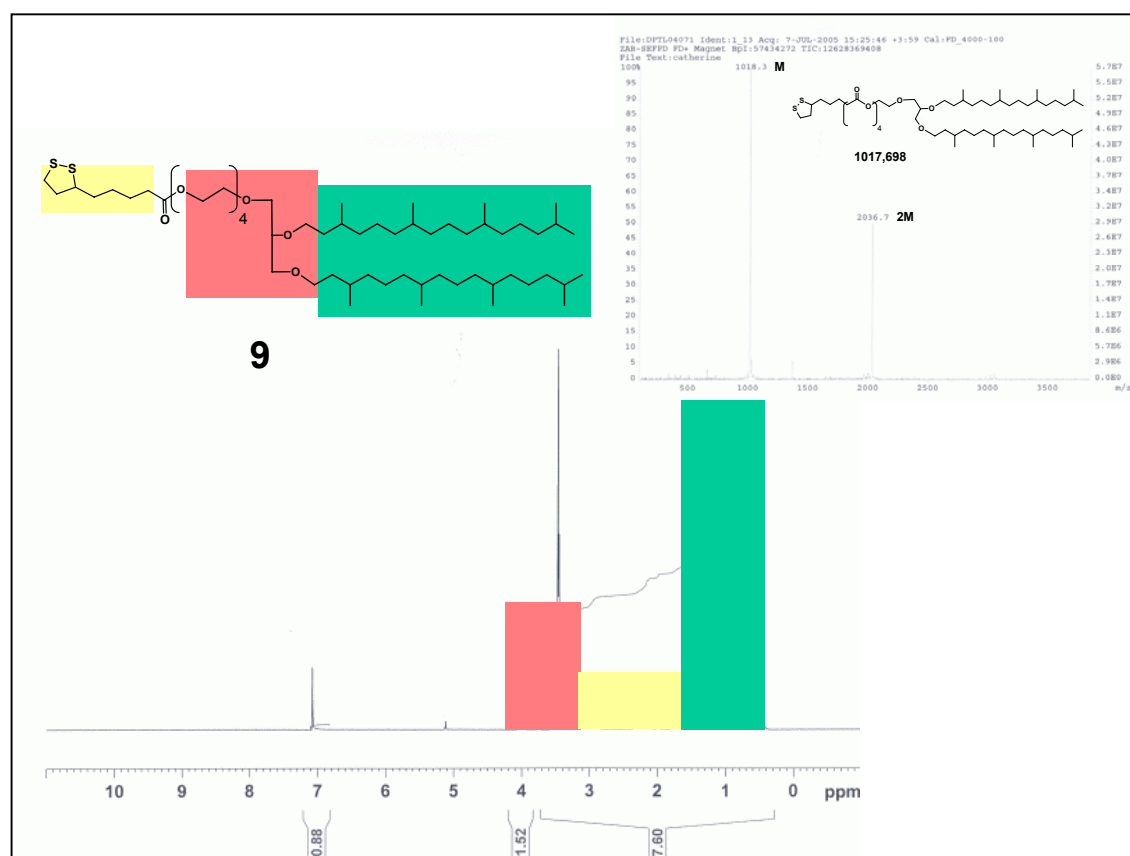 File:DPTL04071 Ident:1_13 Acq: 7-JUL-2005 15:25:46 +3:59 Cal:FD_4000-100
ZAB-SEFPD FD+ Magnet BpI:57434272 TIC:12628369408
File Text:catherine
100%
95
90
85
80
75
70
65
60
55
50
45
40
35
30
25
20
15
10
5
0
1018.3 M
2036.7 2M
5.7E7
5.5E7
5.2E7
4.9E7
4.6E7
4.3E7
4.0E7
3.7E7
3.4E7
3.2E7
2.9E7
2.6E7
2.3E7
2.0E7
1.7E7
1.4E7
1.1E7
8.6E6
5.7E6
2.9E6
0.0E0
500 1000 1500 2000 2500 3000 3500 m/z
S S O O O O O
4
1017,698
S S O O O O O
4
9
10 9 8 7 6 5 4 3 2 1 0 ppm
0.88
1.52
7.60